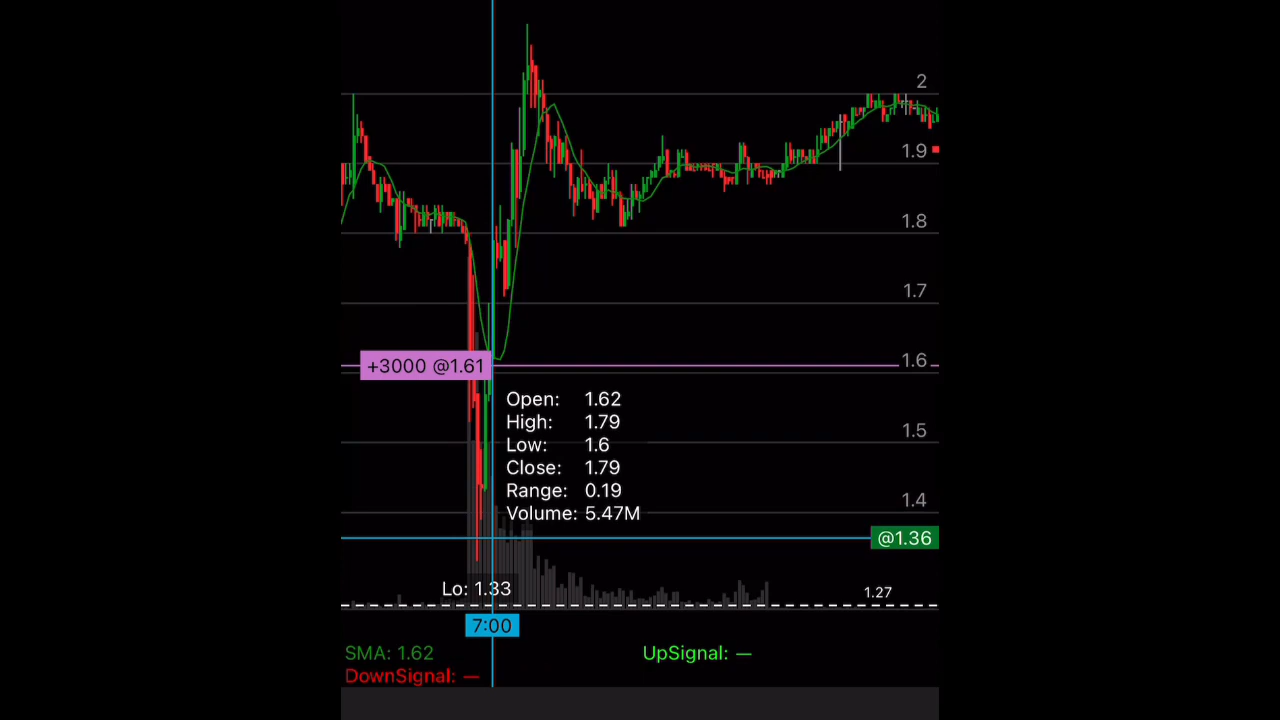 2
1.9
1.8
1.7
+3000 @1.61
1.6
Open: 1.62
High: 1.79
Low: 1.6
Close: 1.79
Range: 0.19
Volume: 5.47M
1.5
1.4
@1.36
Lo: 1.33
1.27
7:00
SMA: 1.62
UpSignal: —
DownSignal: —